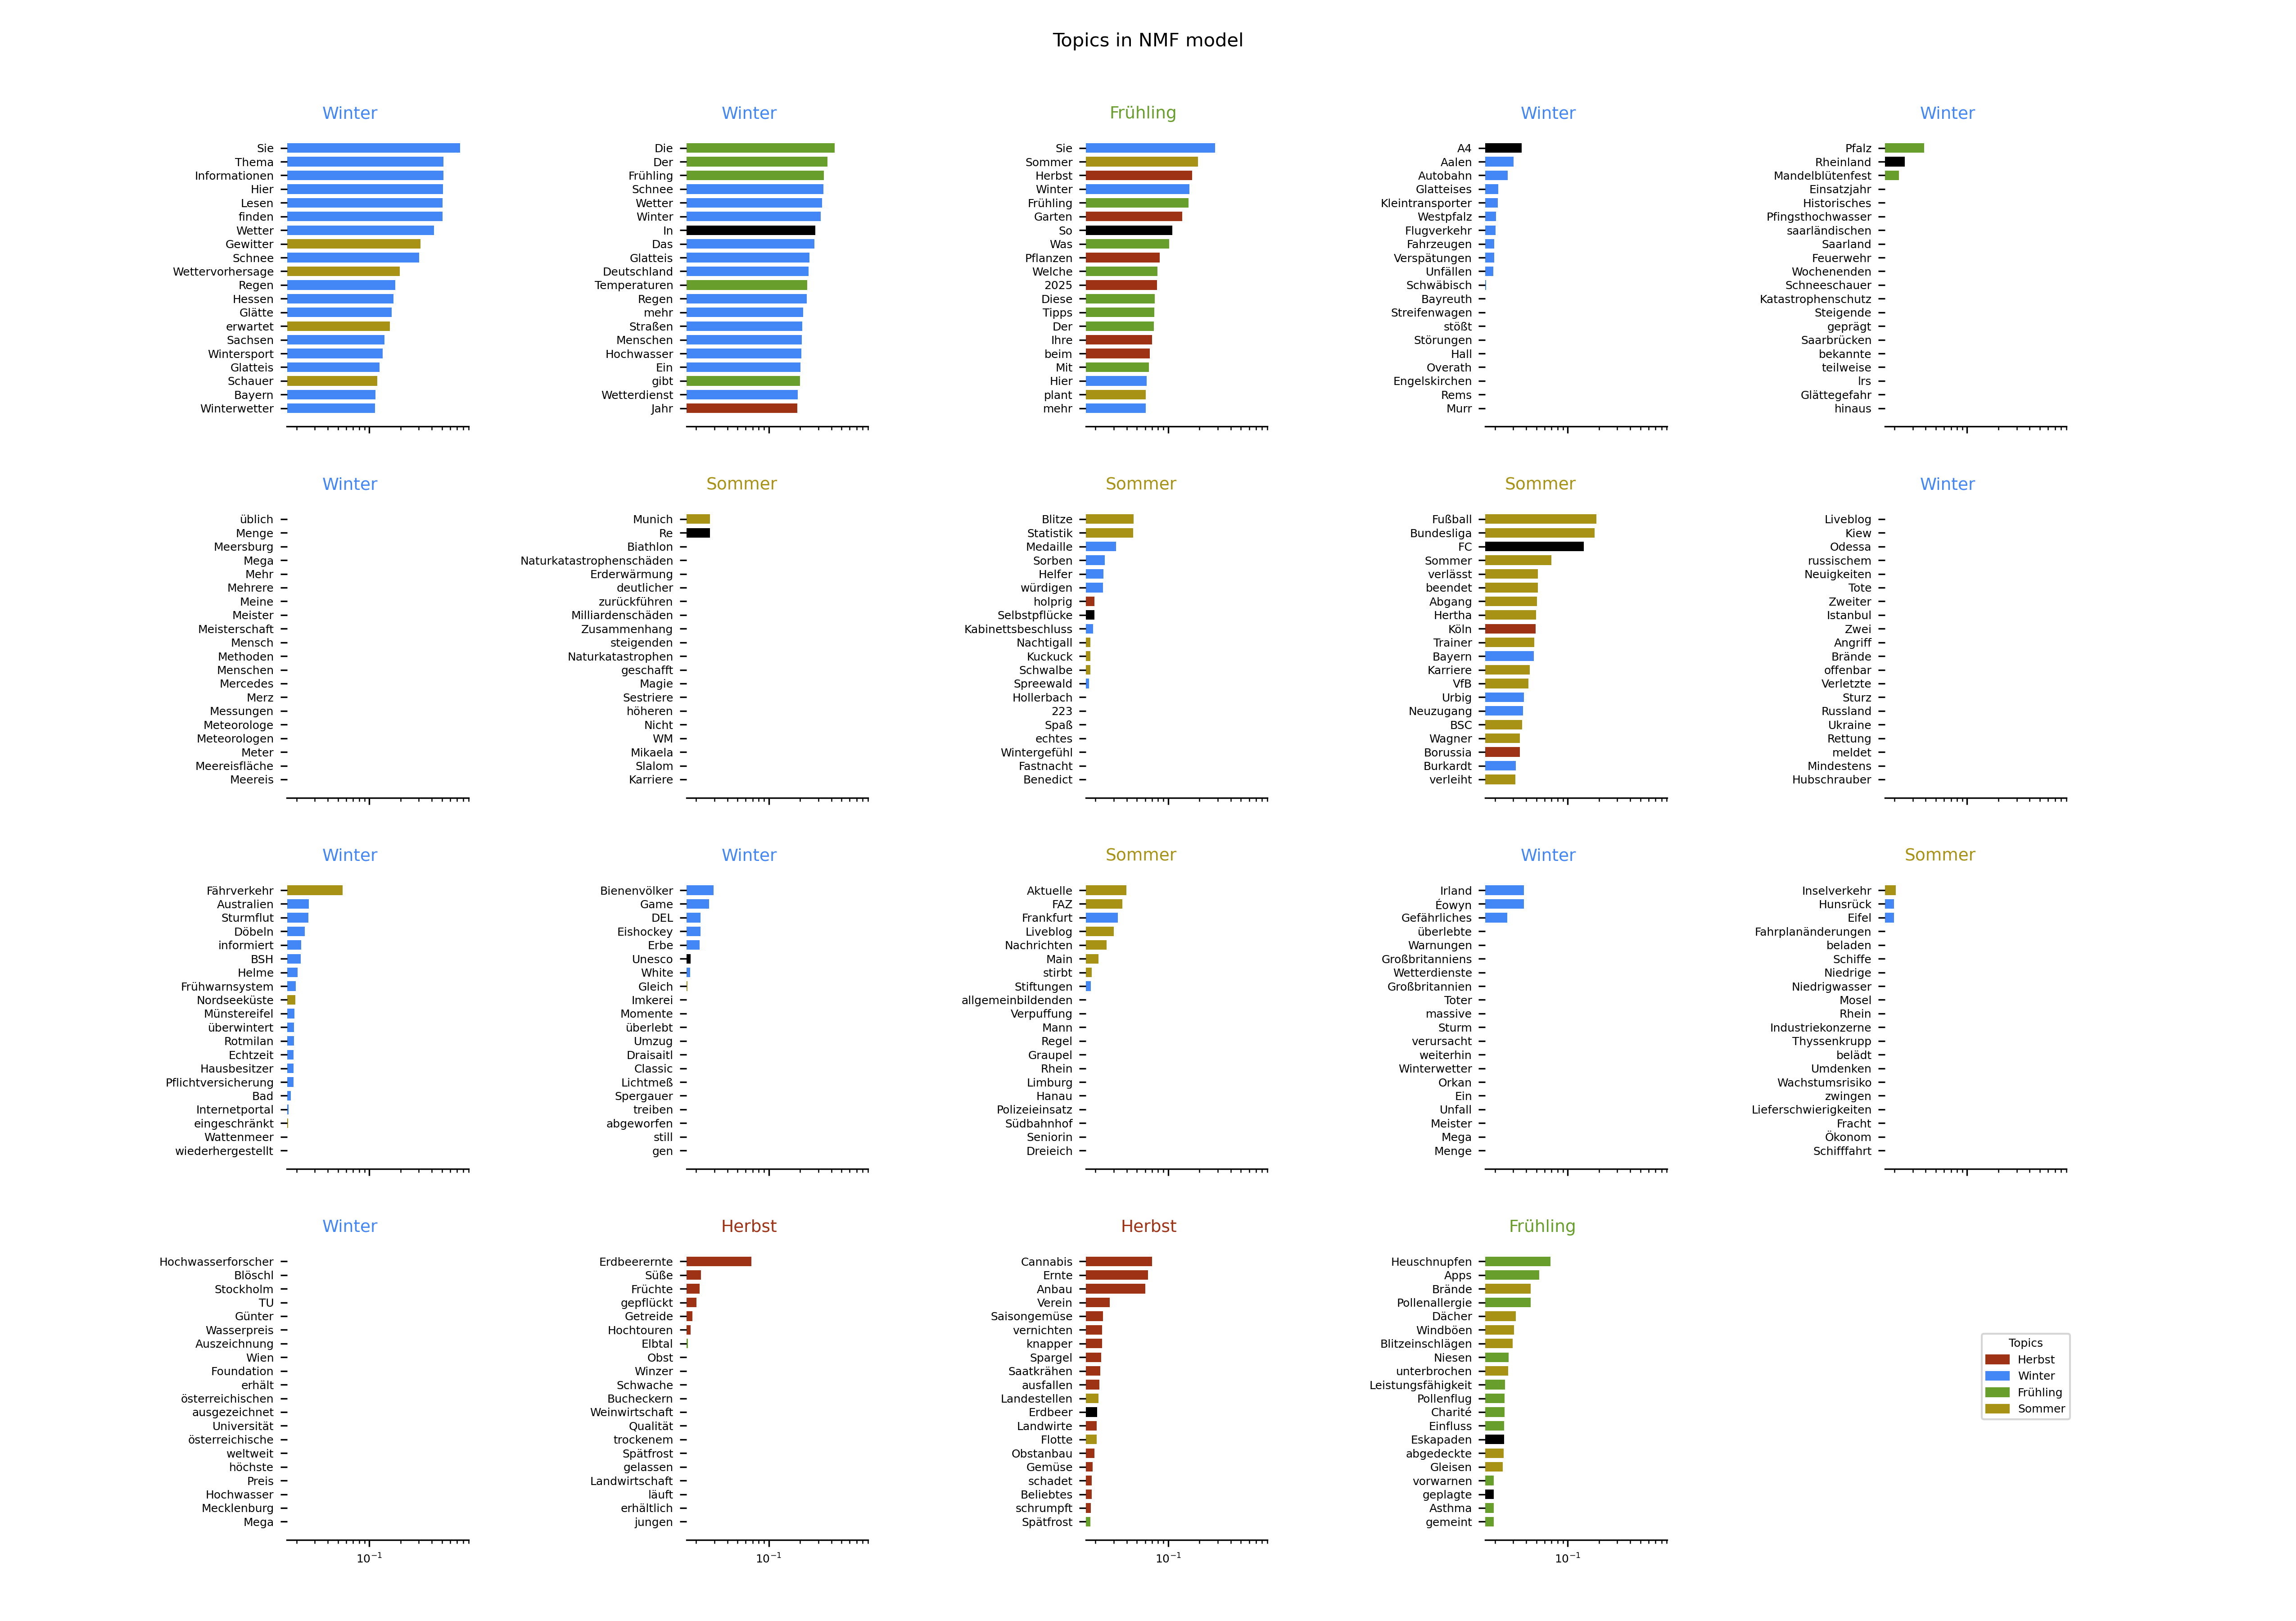 Topics in NMF model
Winter
Sie
Thema
Informationen
Hier
Lesen
finden
Wetter
Gewitter
Schnee
Wettervorhersage
Regen
Hessen
Glätte
erwartet
Sachsen
Wintersport
Glatteis
Schauer
Bayern
Winterwetter
Winter
Die
Der
Frühling
Schnee
Wetter
Winter
In
Das
Glatteis
Deutschland
Temperaturen
Regen
mehr
Straßen
Menschen
Hochwasser
Ein
gibt
Wetterdienst
Jahr
Frühling
Sie
Sommer
Herbst
Winter
Frühling
Garten
So
Was
Pflanzen
Welche
2025
Diese
Tipps
Der
Ihre
beim
Mit
Hier
plant
mehr
Winter
A4
Aalen
Autobahn
Glatteises
Kleintransporter
Westpfalz
Flugverkehr
Fahrzeugen
Verspätungen
Unfällen
Schwäbisch
Bayreuth
Streifenwagen
stößt
Störungen
Hall
Overath
Engelskirchen
Rems
Murr
Winter
Pfalz
Rheinland
Mandelblütenfest
Einsatzjahr
Historisches
Pfingsthochwasser
saarländischen
Saarland
Feuerwehr
Wochenenden
Schneeschauer
Katastrophenschutz
Steigende
geprägt
Saarbrücken
bekannte
teilweise
lrs
Glättegefahr
hinaus
Winter
üblich
Menge
Meersburg
Mega
Mehr
Mehrere
Meine
Meister
Meisterschaft
Mensch
Methoden
Menschen
Mercedes
Merz
Messungen
Meteorologe
Meteorologen
Meter
Meereisfläche
Meereis
Sommer
Munich
Re
Biathlon
Naturkatastrophenschäden
Erderwärmung
deutlicher
zurückführen
Milliardenschäden
Zusammenhang
steigenden
Naturkatastrophen
geschafft
Magie
Sestriere
höheren
Nicht
WM
Mikaela
Slalom
Karriere
Sommer
Blitze
Statistik
Medaille
Sorben
Helfer
würdigen
holprig
Selbstpflücke
Kabinettsbeschluss
Nachtigall
Kuckuck
Schwalbe
Spreewald
Hollerbach
223
Spaß
echtes
Wintergefühl
Fastnacht
Benedict
Sommer
Fußball
Bundesliga
FC
Sommer
verlässt
beendet
Abgang
Hertha
Köln
Trainer
Bayern
Karriere
VfB
Urbig
Neuzugang
BSC
Wagner
Borussia
Burkardt
verleiht
Winter
Liveblog
Kiew
Odessa
russischem
Neuigkeiten
Tote
Zweiter
Istanbul
Zwei
Angriff
Brände
offenbar
Verletzte
Sturz
Russland
Ukraine
Rettung
meldet
Mindestens
Hubschrauber
Winter
Fährverkehr
Australien
Sturmflut
Döbeln
informiert
BSH
Helme
Frühwarnsystem
Nordseeküste
Münstereifel
überwintert
Rotmilan
Echtzeit
Hausbesitzer
Pflichtversicherung
Bad
Internetportal
eingeschränkt
Wattenmeer
wiederhergestellt
Winter
Bienenvölker
Game
DEL
Eishockey
Erbe
Unesco
White
Gleich
Imkerei
Momente
überlebt
Umzug
Draisaitl
Classic
Lichtmeß
Spergauer
treiben
abgeworfen
still
gen
Sommer
Aktuelle
FAZ
Frankfurt
Liveblog
Nachrichten
Main
stirbt
Stiftungen
allgemeinbildenden
Verpuffung
Mann
Regel
Graupel
Rhein
Limburg
Hanau
Polizeieinsatz
Südbahnhof
Seniorin
Dreieich
Winter
Irland
Éowyn
Gefährliches
überlebte
Warnungen
Großbritanniens
Wetterdienste
Großbritannien
Toter
massive
Sturm
verursacht
weiterhin
Winterwetter
Orkan
Ein
Unfall
Meister
Mega
Menge
Sommer
Inselverkehr
Hunsrück
Eifel
Fahrplanänderungen
beladen
Schiffe
Niedrige
Niedrigwasser
Mosel
Rhein
Industriekonzerne
Thyssenkrupp
belädt
Umdenken
Wachstumsrisiko
zwingen
Lieferschwierigkeiten
Fracht
Ökonom
Schifffahrt
Winter
Hochwasserforscher
Blöschl
Stockholm
TU
Günter
Wasserpreis
Auszeichnung
Wien
Foundation
erhält
österreichischen
ausgezeichnet
Universität
österreichische
weltweit
höchste
Preis
Hochwasser
Mecklenburg
Mega
10⁻¹
Herbst
Erdbeerernte
Süße
Früchte
gepflückt
Getreide
Hochtouren
Elbtal
Obst
Winzer
Schwache
Bucheckern
Weinwirtschaft
Qualität
trockenem
Spätfrost
gelassen
Landwirtschaft
läuft
erhältlich
jungen
10⁻¹
Herbst
Cannabis
Ernte
Anbau
Verein
Saisongemüse
vernichten
knapper
Spargel
Saatkrähen
ausfallen
Landestellen
Erdbeer
Landwirte
Flotte
Obstanbau
Gemüse
schadet
Beliebtes
schrumpft
Spätfrost
10⁻¹
Frühling
Heuschnupfen
Apps
Brände
Pollenallergie
Dächer
Windböen
Blitzeinschlägen
Niesen
unterbrochen
Leistungsfähigkeit
Pollenflug
Charité
Einfluss
Eskapaden
abgedeckte
Gleisen
vorwarnen
geplagte
Asthma
gemeint
10⁻¹
Topics
Herbst
Winter
Frühling
Sommer